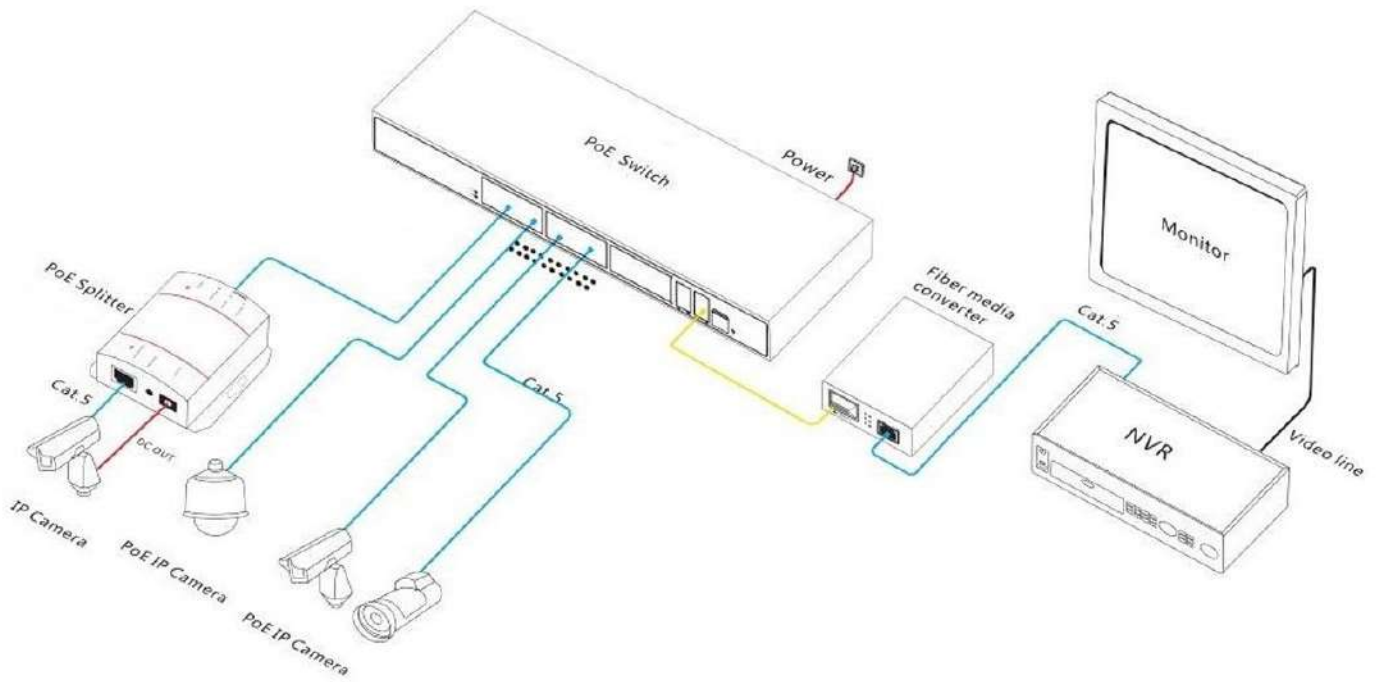 PoE Switch
Power
Monitor
Fiber media
converter
Cat.5
PoE Splitter
Cat.5
DC OUT
Cat.5
NVR
Video line
IP Camera
PoE IP Camera
PoE IP Camera